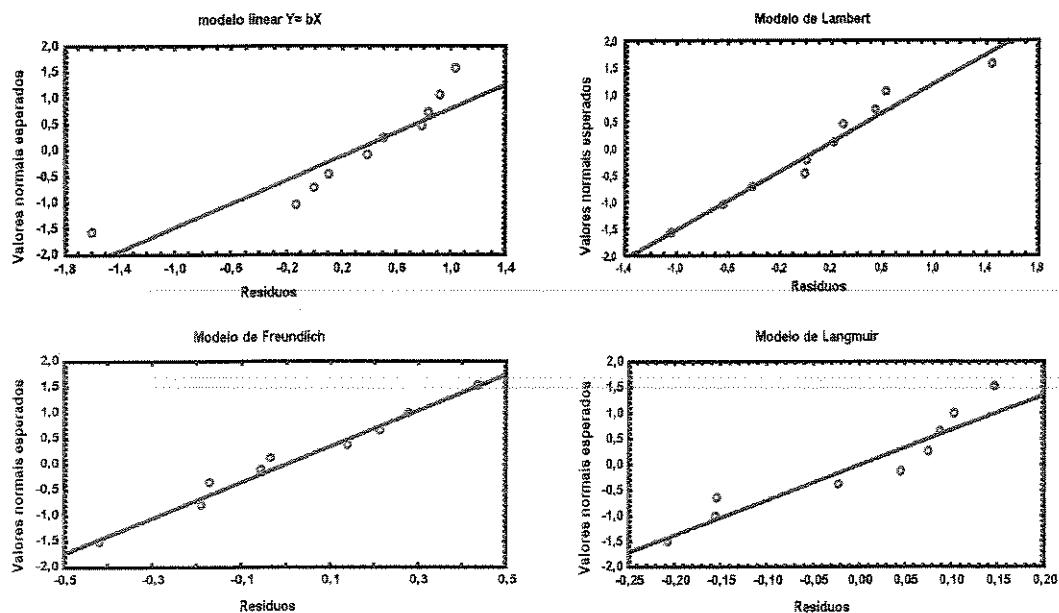 modelo linear Y= bX
Valores normais esperados
2,0
1,5
1,0
0,5
0,0
-0,5
-1,0
-1,5
-2,0
-1,8 -1,4 -1,0 -0,6 -0,2 0,2 0,6 1,0 1,4
Residuos
Modelo de Lambert
Valores normais esperados
2,0
1,5
1,0
0,5
0,0
-0,5
-1,0
-1,5
-2,0
-1,4 -1,0 -0,6 -0,2 0,2 0,6 1,0 1,4 1,8
Residuos
Modelo de Freundlich
Valores normais esperados
2,0
1,5
1,0
0,5
0,0
-0,5
-1,0
-1,5
-2,0
-0,5 -0,3 -0,1 0,1 0,3 0,5
Residuos
Modelo de Langmuir
Valores normais esperados
2,0
1,5
1,0
0,5
0,0
-0,5
-1,0
-1,5
-2,0
-0,25 -0,20 -0,15 -0,10 -0,05 0,00 0,05 0,10 0,15 0,20
Residuos